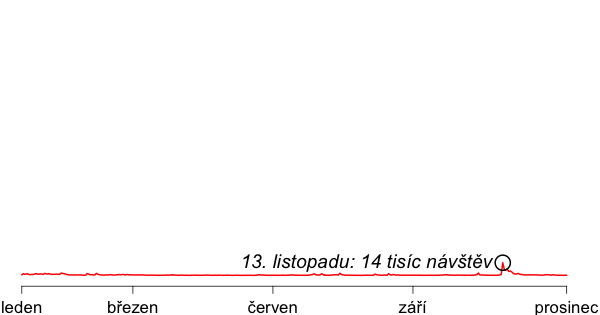 13. listopadu: 14 tisíc návštěv
leden březen červen září prosinec